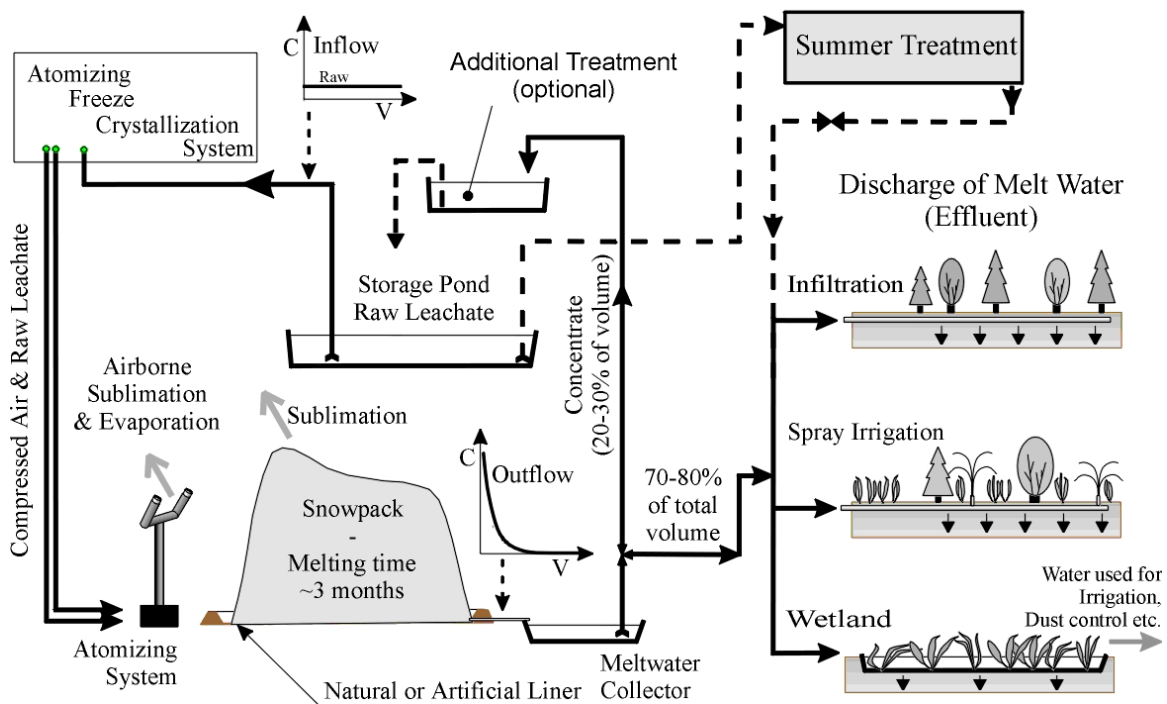 Atomizing
Freeze
Crystallization
System
C
Inflow
Raw
V
Additional Treatment
(optional)
Summer Treatment
Discharge of Melt Water
(Effluent)
Storage Pond
Raw Leachate
Concentrate
(20-30% of volume)
Compressed Air & Raw Leachate
Airborne
Sublimation
& Evaporation
Sublimation
C
Outflow
V
Snowpack
-
Melting time
~3 months
70-80%
of total
volume
Infiltration
Spray Irrigation
Wetland
Water used for
Irrigation,
Dust control etc.
Atomizing
System
Natural or Artificial Liner
Meltwater
Collector